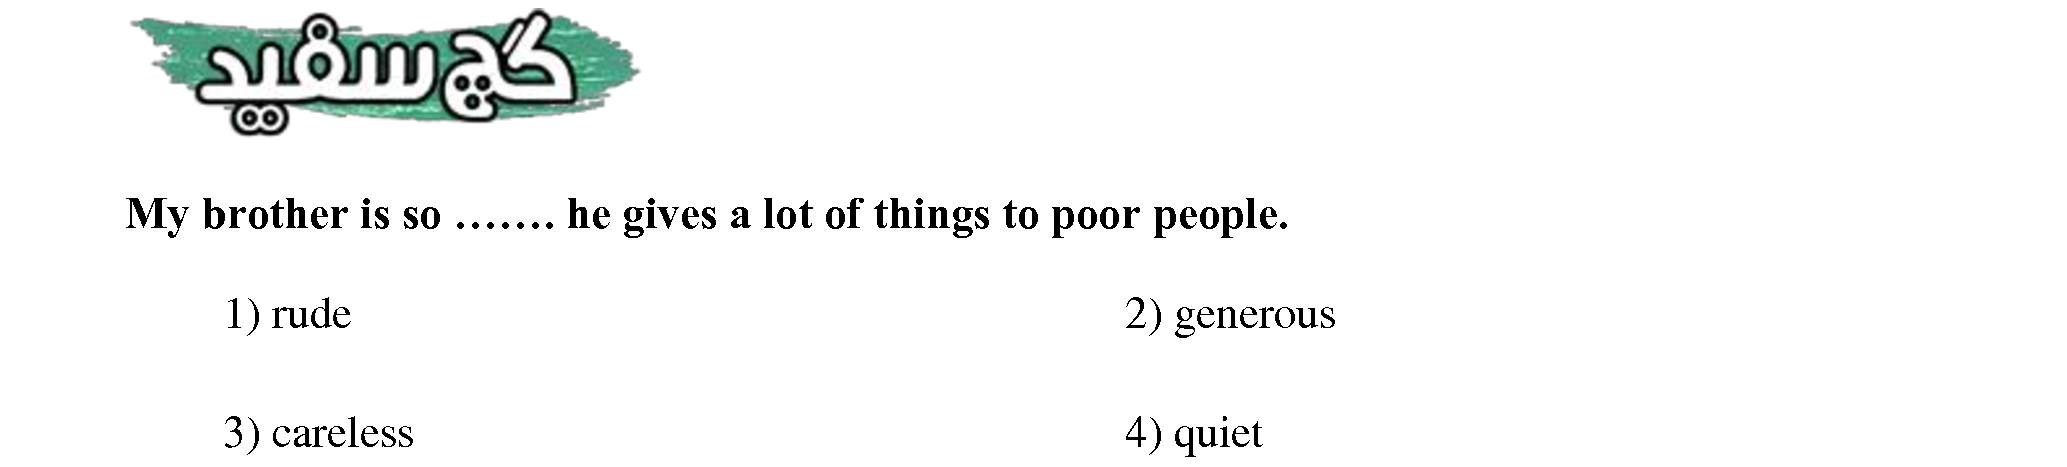 گچ سفید
My brother is so ……. he gives a lot of things to poor people.
1) rude 2) generous
3) careless 4) quiet